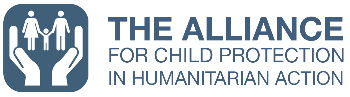 THE ALLIANCE
FOR CHILD PROTECTION
IN HUMANITARIAN ACTION